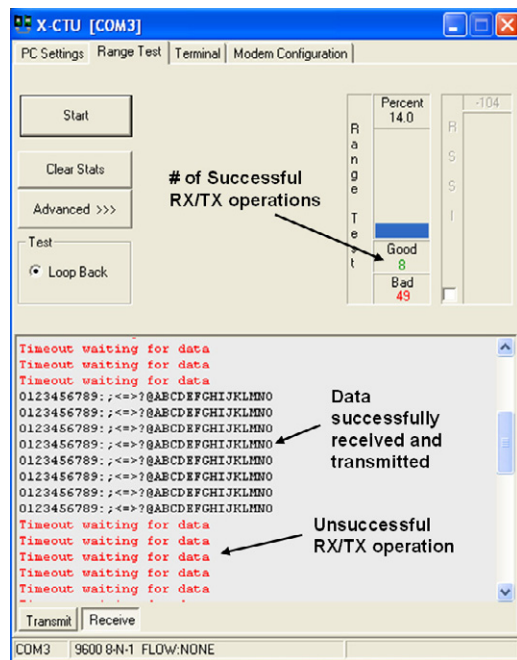 X-CTU [COM3]
PC Settings Range Test Terminal Modem Configuration
Start
Clear Stats
Advanced >>>
Test
Loop Back
# of Successful
RX/TX operations
Range Test
Percent
14.0
Good
8
Bad
49
-104
RSSI
Timeout waiting for data
Timeout waiting for data
Timeout waiting for data
0123456789:;<=>?@ABCDEFGHIJKLMNO
0123456789:;<=>?@ABCDEFGHIJKLMNO
0123456789:;<=>?@ABCDEFGHIJKLMNO
0123456789:;<=>?@ABCDEFGHIJKLMNO
0123456789:;<=>?@ABCDEFGHIJKLMNO
0123456789:;<=>?@ABCDEFGHIJKLMNO
0123456789:;<=>?@ABCDEFGHIJKLMNO
0123456789:;<=>?@ABCDEFGHIJKLMNO
Data
successfully
received and
transmitted
Timeout waiting for data
Timeout waiting for data
Timeout waiting for data
Timeout waiting for data
Timeout waiting for data
Unsuccessful
RX/TX operation
Transmit Receive
COM3 9600 8-N-1 FLOW:NONE